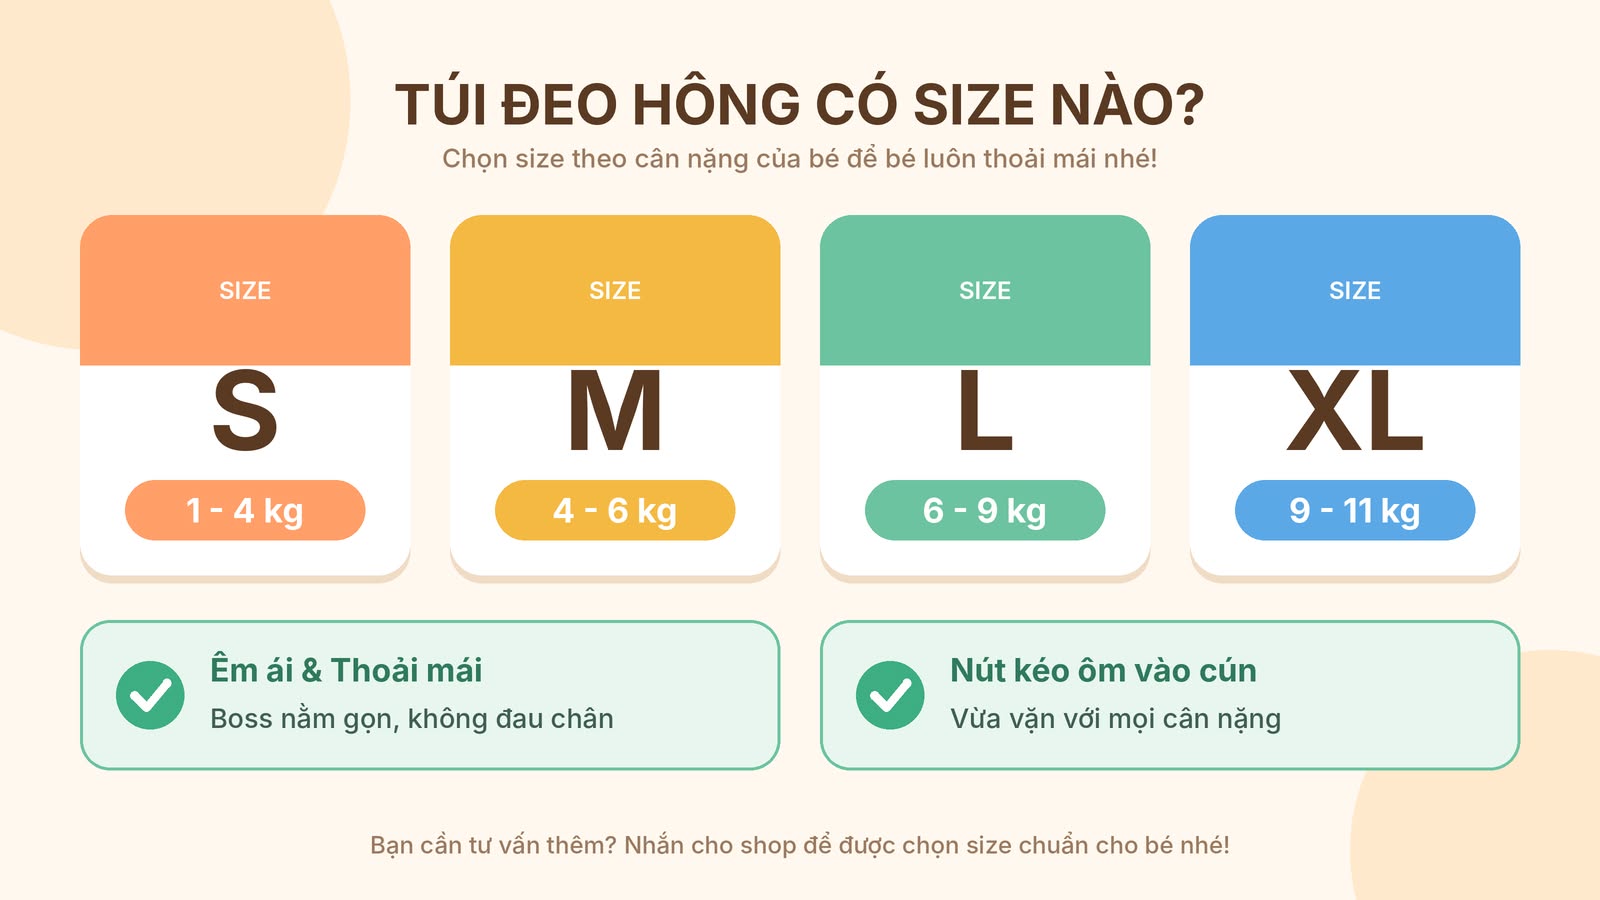 TÚI ĐEO HÔNG CÓ SIZE NÀO?
Chọn size theo cân nặng của bé để bé luôn thoải mái nhé!
SIZE
S
1 - 4 kg
SIZE
M
4 - 6 kg
SIZE
L
6 - 9 kg
SIZE
XL
9 - 11 kg
Êm ái & Thoải mái
Boss nằm gọn, không đau chân
Nút kéo ôm vào cún
Vừa vặn với mọi cân nặng
Bạn cần tư vấn thêm? Nhắn cho shop để được chọn size chuẩn cho bé nhé!